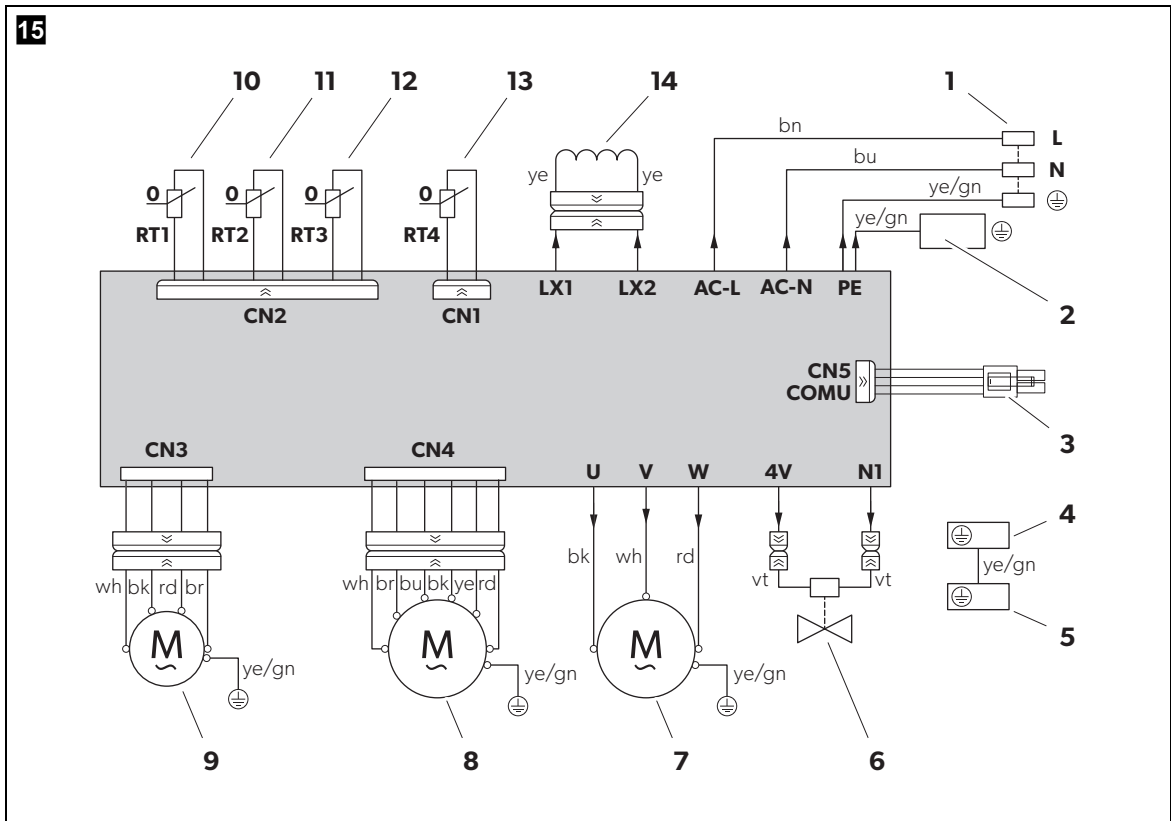 15
10 11 12 13 14 1
bn L
bu N
ye ye ye/gn
ye/gn
0 0 0 0
RT1 RT2 RT3 RT4
2
LX1 LX2 AC-L AC-N PE
CN2 CN1
CN5
COMU
3
CN3 CN4
U V W 4V N1
4
bk wh rd
ye/gn
vt vt
wh bk rd br wh br bu bk ye rd
5
M M M
~ ~ ~
ye/gn ye/gn ye/gn
9 8 7 6